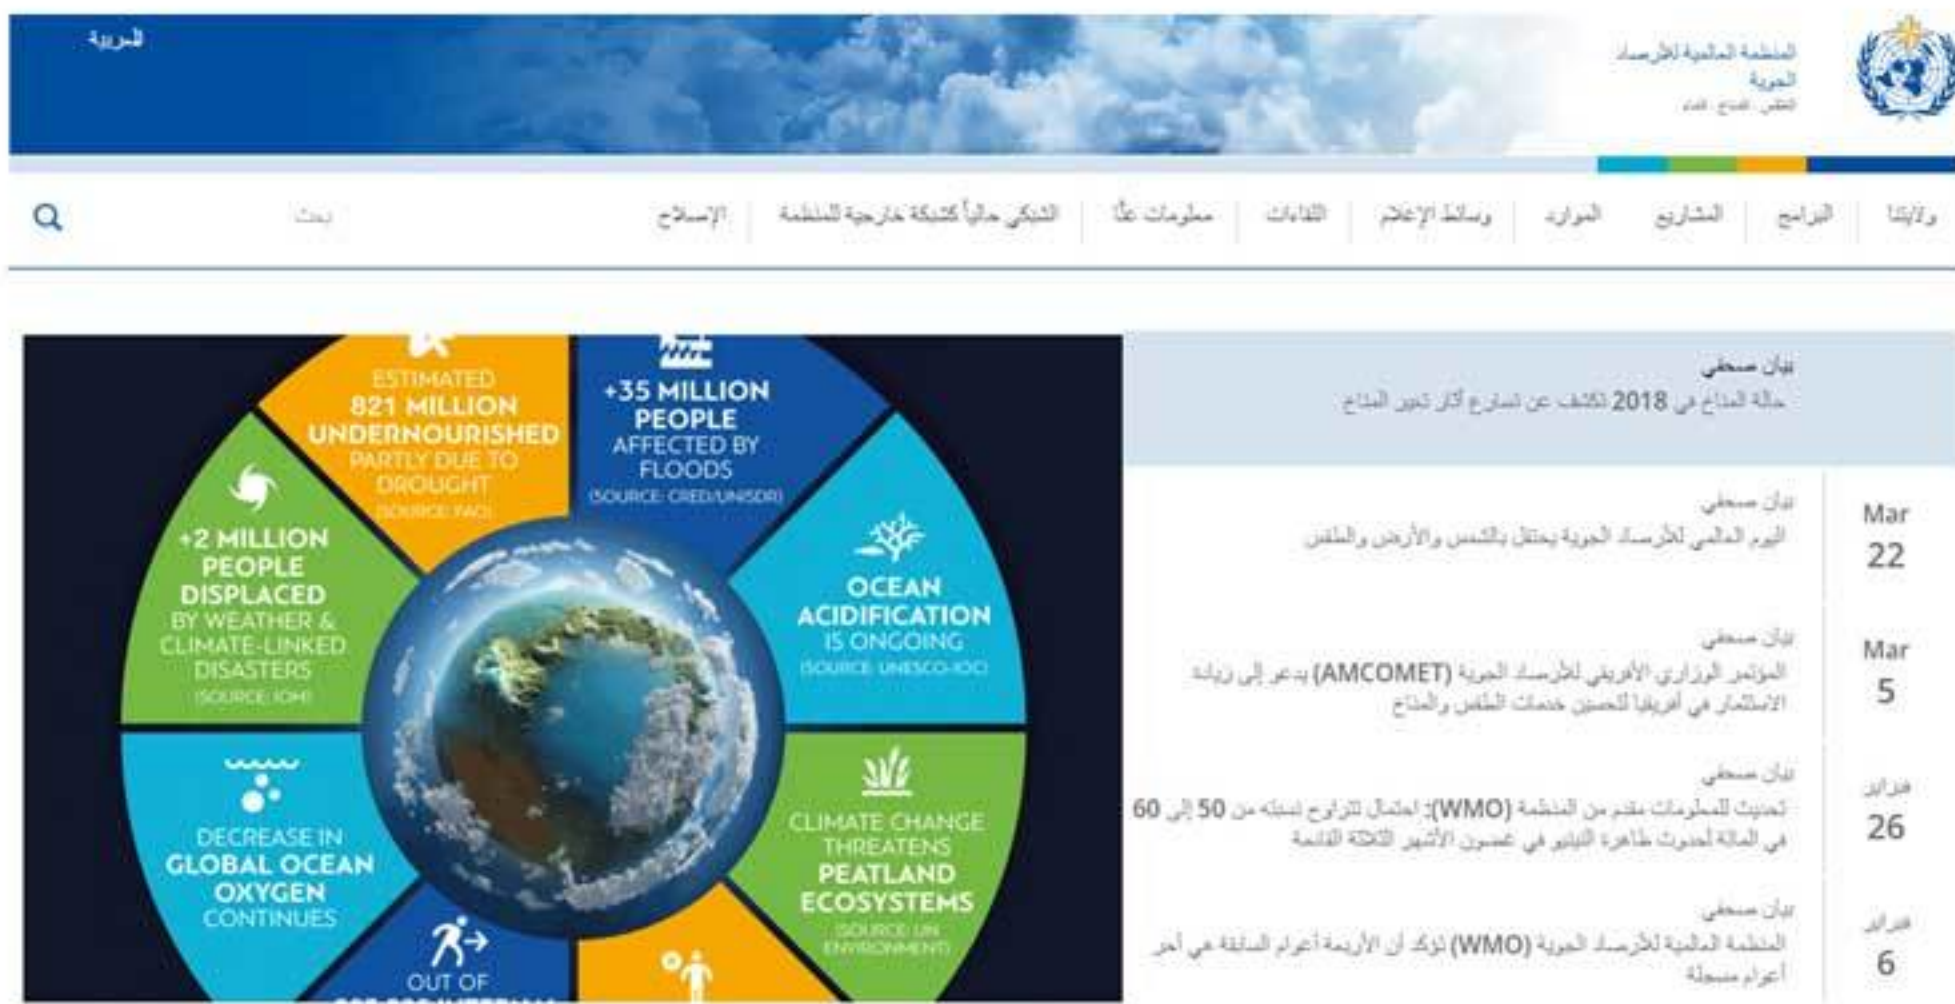 العربية
المنظمة العالمية للأرصاد
الجوية
الطقس · المناخ · الماء
ولايتنا
البرامج
المشاريع
الموارد
وسائط الإعلام
اللقاءات
معلومات عنَّا
الشبكي حالياً كشبكة خارجية للمنظمة
الإصلاح
بحث
بيان صحفي
حالة المناخ في 2018 تكشف عن تسارع آثار تغير المناخ
Mar
22
بيان صحفي
اليوم العالمي للأرصاد الجوية يحتفل بالشمس والأرض والطقس
Mar
5
بيان صحفي
المؤتمر الوزاري الأفريقي للأرصاد الجوية (AMCOMET) يدعو إلى زيادة
الاستثمار في أفريقيا لتحسين خدمات الطقس والمناخ
فبراير
26
بيان صحفي
تحديث للمعلومات مقدم من المنظمة (WMO): احتمال تتراوح نسبته من 50 إلى 60
في المائة لحدوث ظاهرة النينيو في غضون الأشهر الثلاثة القادمة
فبراير
6
بيان صحفي
المنظمة العالمية للأرصاد الجوية (WMO) تؤكد أن الأربعة أعوام السابقة هي أحر
أعوام مسجلة
ESTIMATED
821 MILLION
UNDERNOURISHED
PARTLY DUE TO
DROUGHT
(SOURCE: FAO)
+35 MILLION
PEOPLE
AFFECTED BY
FLOODS
(SOURCE: CRED/UNISDR)
+2 MILLION
PEOPLE
DISPLACED
BY WEATHER &
CLIMATE-LINKED
DISASTERS
(SOURCE: IOM)
OCEAN
ACIDIFICATION
IS ONGOING
(SOURCE: UNESCO-IOC)
DECREASE IN
GLOBAL OCEAN
OXYGEN
CONTINUES
CLIMATE CHANGE
THREATENS
PEATLAND
ECOSYSTEMS
(SOURCE: UN
ENVIRONMENT)
OUT OF